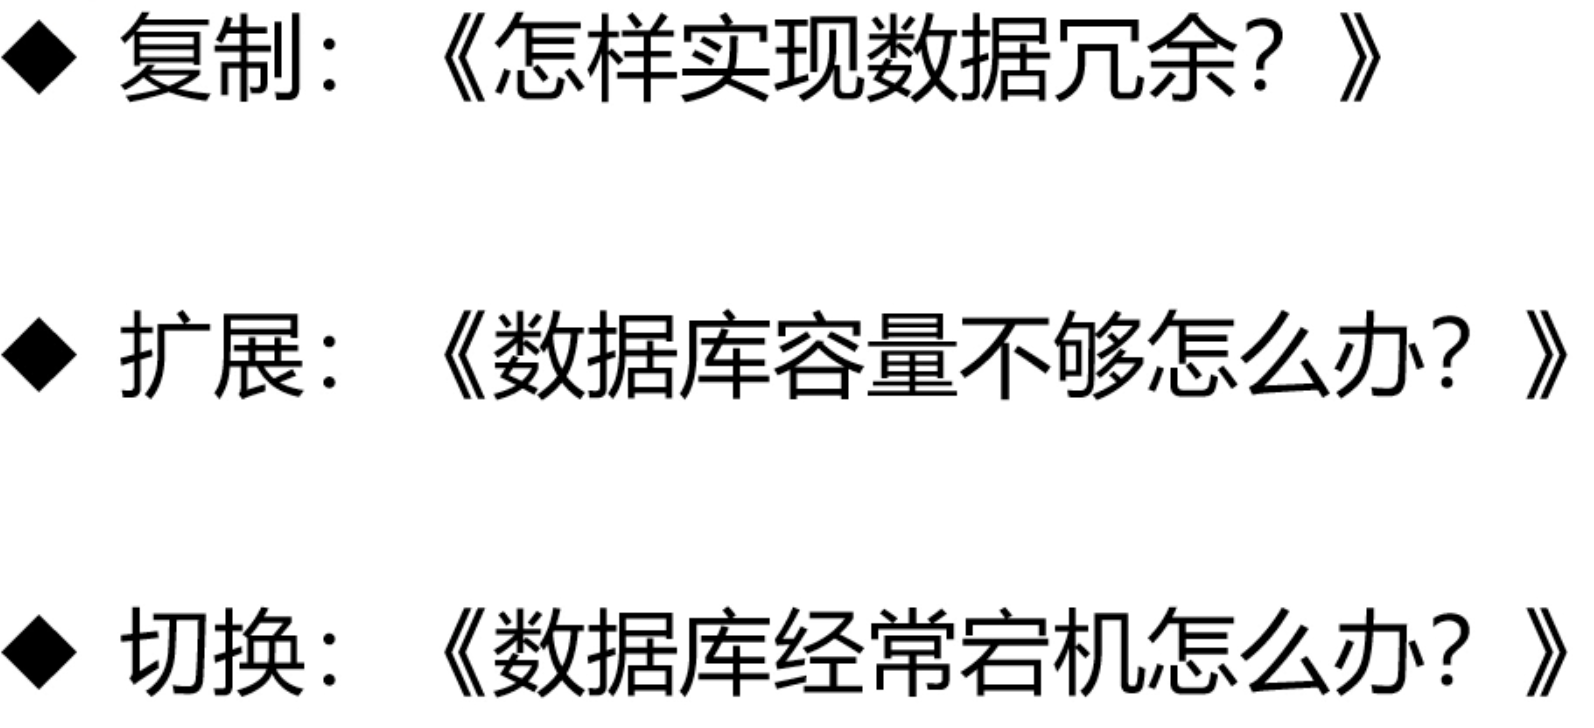 ◆ 复制：《怎样实现数据冗余？》
◆ 扩展：《数据库容量不够怎么办？》
◆ 切换：《数据库经常宕机怎么办？》